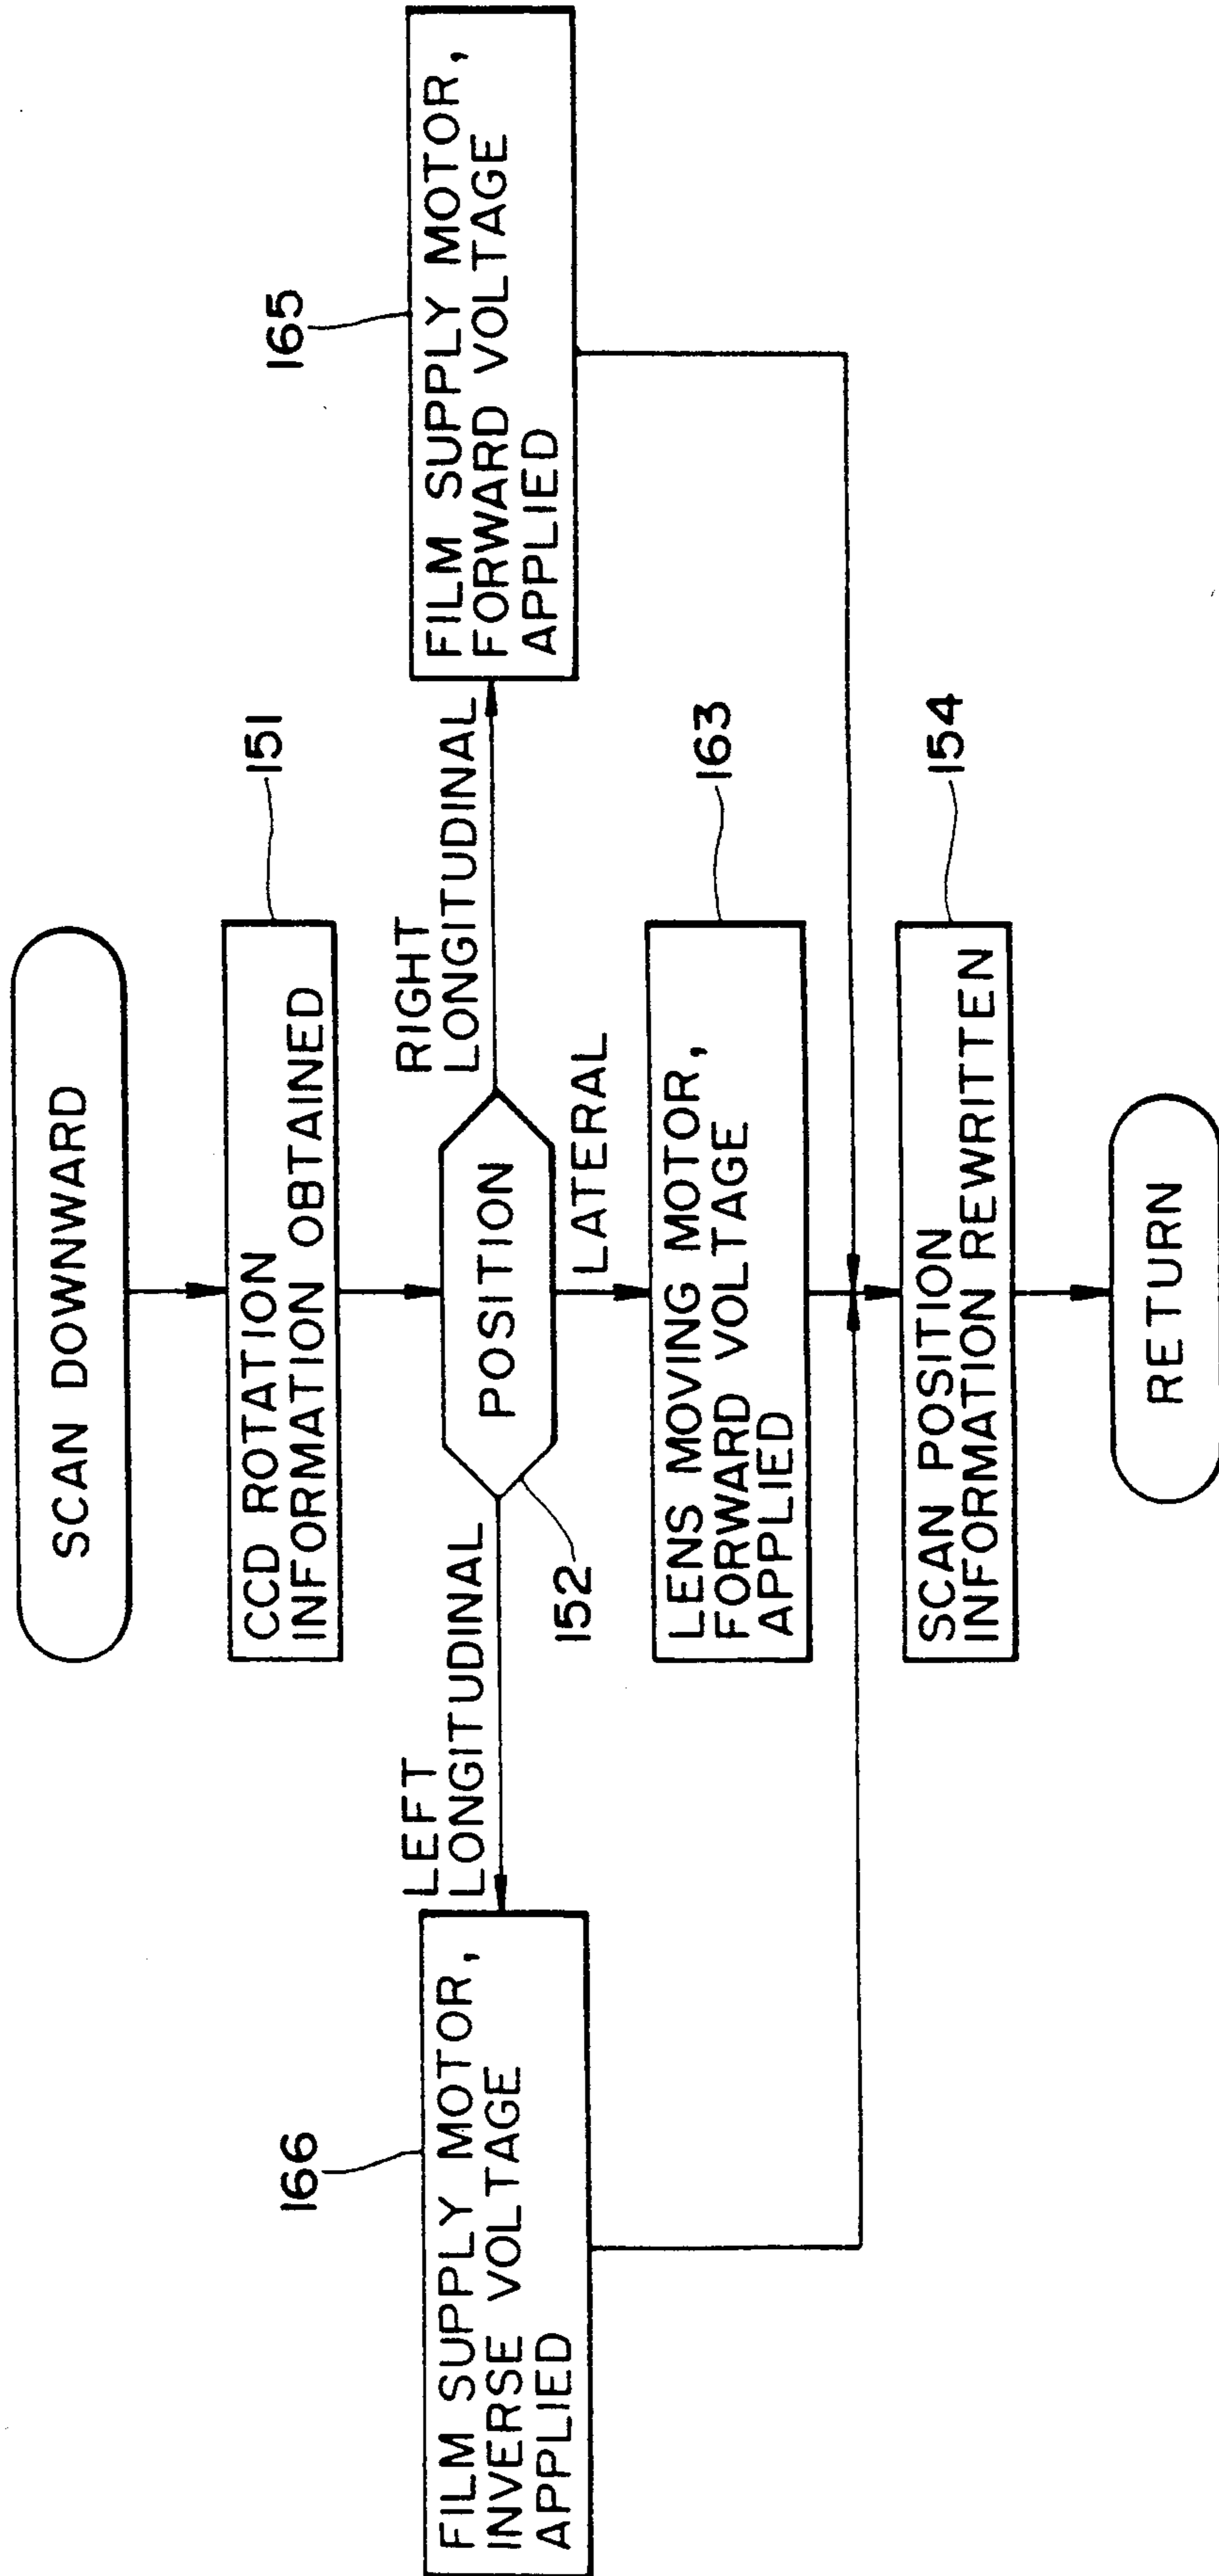 SCAN DOWNWARD
151
CCD ROTATION
INFORMATION OBTAINED
152
POSITION
LEFT
LONGITUDINAL
RIGHT
LONGITUDINAL
LATERAL
166
FILM SUPPLY MOTOR,
INVERSE VOLTAGE
APPLIED
163
LENS MOVING MOTOR,
FORWARD VOLTAGE
APPLIED
165
FILM SUPPLY MOTOR,
FORWARD VOLTAGE
APPLIED
154
SCAN POSITION
INFORMATION REWRITTEN
RETURN